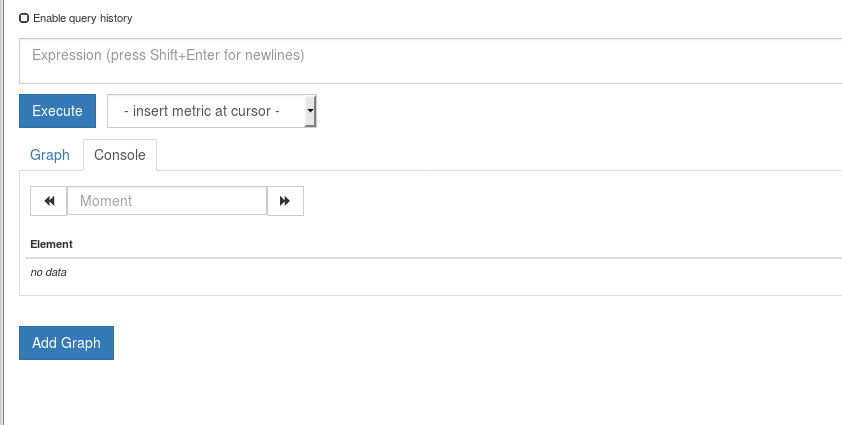 Enable query history
Expression (press Shift+Enter for newlines)
Execute
- insert metric at cursor -
Graph
Console
Moment
Element
no data
Add Graph